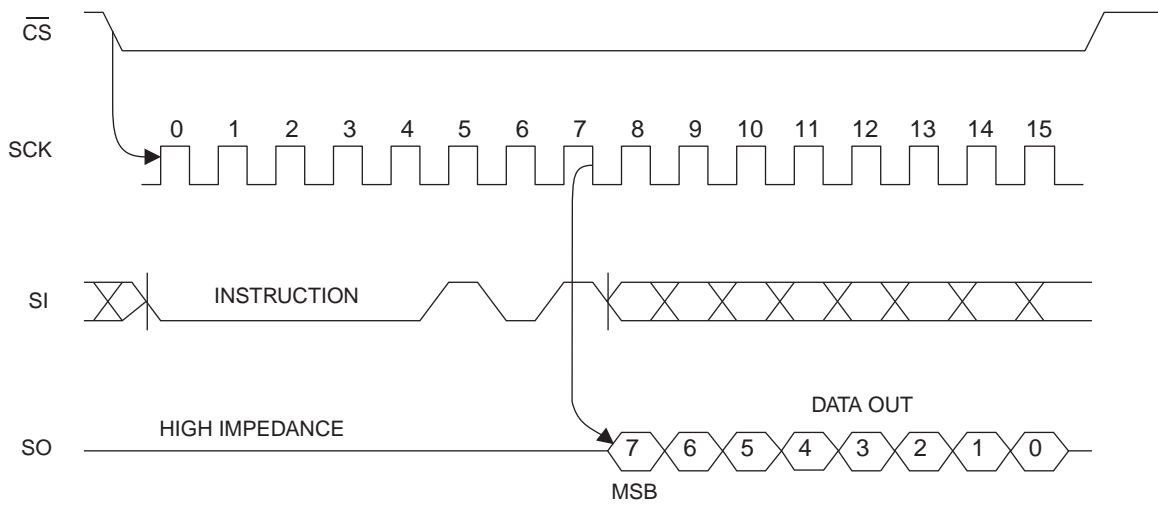 CS
SCK
0 1 2 3 4 5 6 7 8 9 10 11 12 13 14 15
SI
INSTRUCTION
DATA OUT
HIGH IMPEDANCE
SO
7 6 5 4 3 2 1 0
MSB